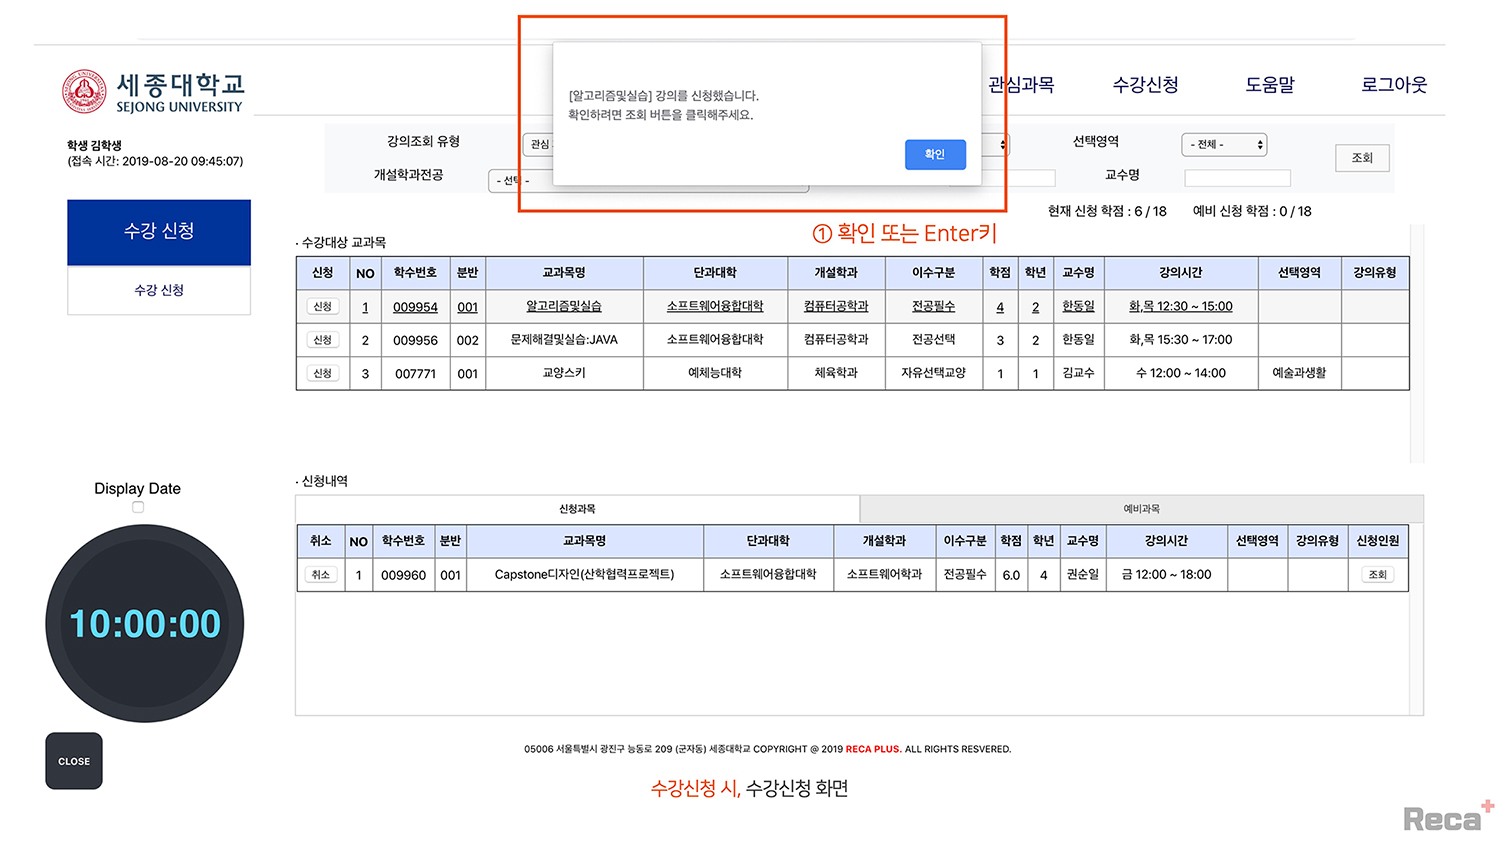 [알고리즘및실습] 강의를 신청했습니다.
확인하려면 조회 버튼을 클릭해주세요.
확인
세종대학교
SEJONG UNIVERSITY
관심과목 수강신청 도움말 로그아웃
학생 김학생
(접속 시간: 2019-08-20 09:45:07)
강의조회 유형 관심 선택영역 - 전체 - 조회
개설학과전공 - 선택 - 교수명
현재 신청 학점 : 6 / 18 예비 신청 학점 : 0 / 18
① 확인 또는 Enter키
수강 신청
수강 신청
· 수강대상 교과목
신청 NO 학수번호 분반 교과목명 단과대학 개설학과 이수구분 학점 학년 교수명 강의시간 선택영역 강의유형
신청 1 009954 001 알고리즘및실습 소프트웨어융합대학 컴퓨터공학과 전공필수 4 2 한동일 화,목 12:30 ~ 15:00
신청 2 009956 002 문제해결및실습:JAVA 소프트웨어융합대학 컴퓨터공학과 전공선택 3 2 한동일 화,목 15:30 ~ 17:00
신청 3 007771 001 교양스키 예체능대학 체육학과 자유선택교양 1 1 김교수 수 12:00 ~ 14:00 예술과생활
· 신청내역
신청과목 예비과목
취소 NO 학수번호 분반 교과목명 단과대학 개설학과 이수구분 학점 학년 교수명 강의시간 선택영역 강의유형 신청인원
취소 1 009960 001 Capstone디자인(산학협력프로젝트) 소프트웨어융합대학 소프트웨어학과 전공필수 6.0 4 권순일 금 12:00 ~ 18:00 조회
Display Date
10:00:00
CLOSE
05006 서울특별시 광진구 능동로 209 (군자동) 세종대학교 COPYRIGHT @ 2019 RECA PLUS. ALL RIGHTS RESVERED.
수강신청 시, 수강신청 화면
Reca+